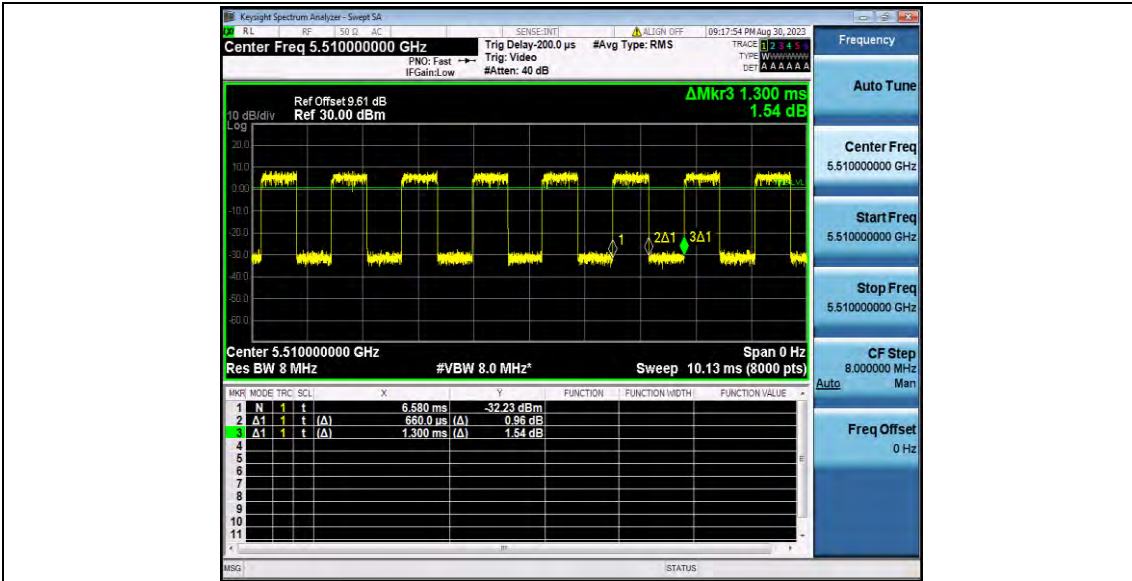 Keysight Spectrum Analyzer - Swept SA
RL RF 50 Ω AC SENSE:INT ALIGN OFF 09:17:54 PM Aug 30, 2023
Center Freq 5.510000000 GHz Trig Delay-200.0 µs #Avg Type: RMS TRACE 1 2 3 4 5 6
PNO: Fast Trig: Video TYPE W
IFGain:Low #Atten: 40 dB DET A A A A A A
Frequency
Auto Tune
Center Freq
5.510000000 GHz
Start Freq
5.510000000 GHz
Stop Freq
5.510000000 GHz
CF Step
8.000000 MHz
Auto Man
Freq Offset
0 Hz
ΔMkr3 1.300 ms
1.54 dB
Ref Offset 9.61 dB
10 dB/div Ref 30.00 dBm
Log
20.0
10.0
0.00
-10.0
-20.0
-30.0
-40.0
-50.0
-60.0
1
2Δ1
3Δ1
Center 5.510000000 GHz Span 0 Hz
Res BW 8 MHz #VBW 8.0 MHz* Sweep 10.13 ms (8000 pts)
MKR MODE TRC SCL X Y FUNCTION FUNCTION WIDTH FUNCTION VALUE
1 N 1 t 6.580 ms -32.23 dBm
2 Δ1 1 t (Δ) 660.0 µs (Δ) 0.96 dB
3 Δ1 1 t (Δ) 1.300 ms (Δ) 1.54 dB
4
5
6
7
8
9
10
11
MSG STATUS